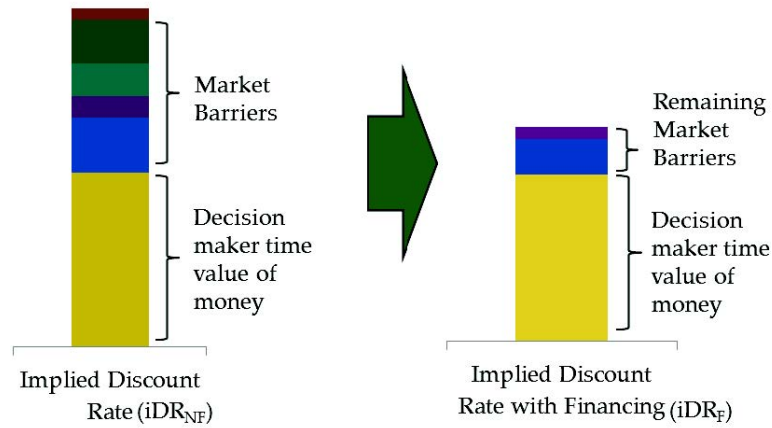 Market
Barriers
Decision
maker time
value of
money
Implied Discount
Rate (iDR_NF)
Remaining
Market
Barriers
Decision
maker time
value of
money
Implied Discount
Rate with Financing (iDR_F)